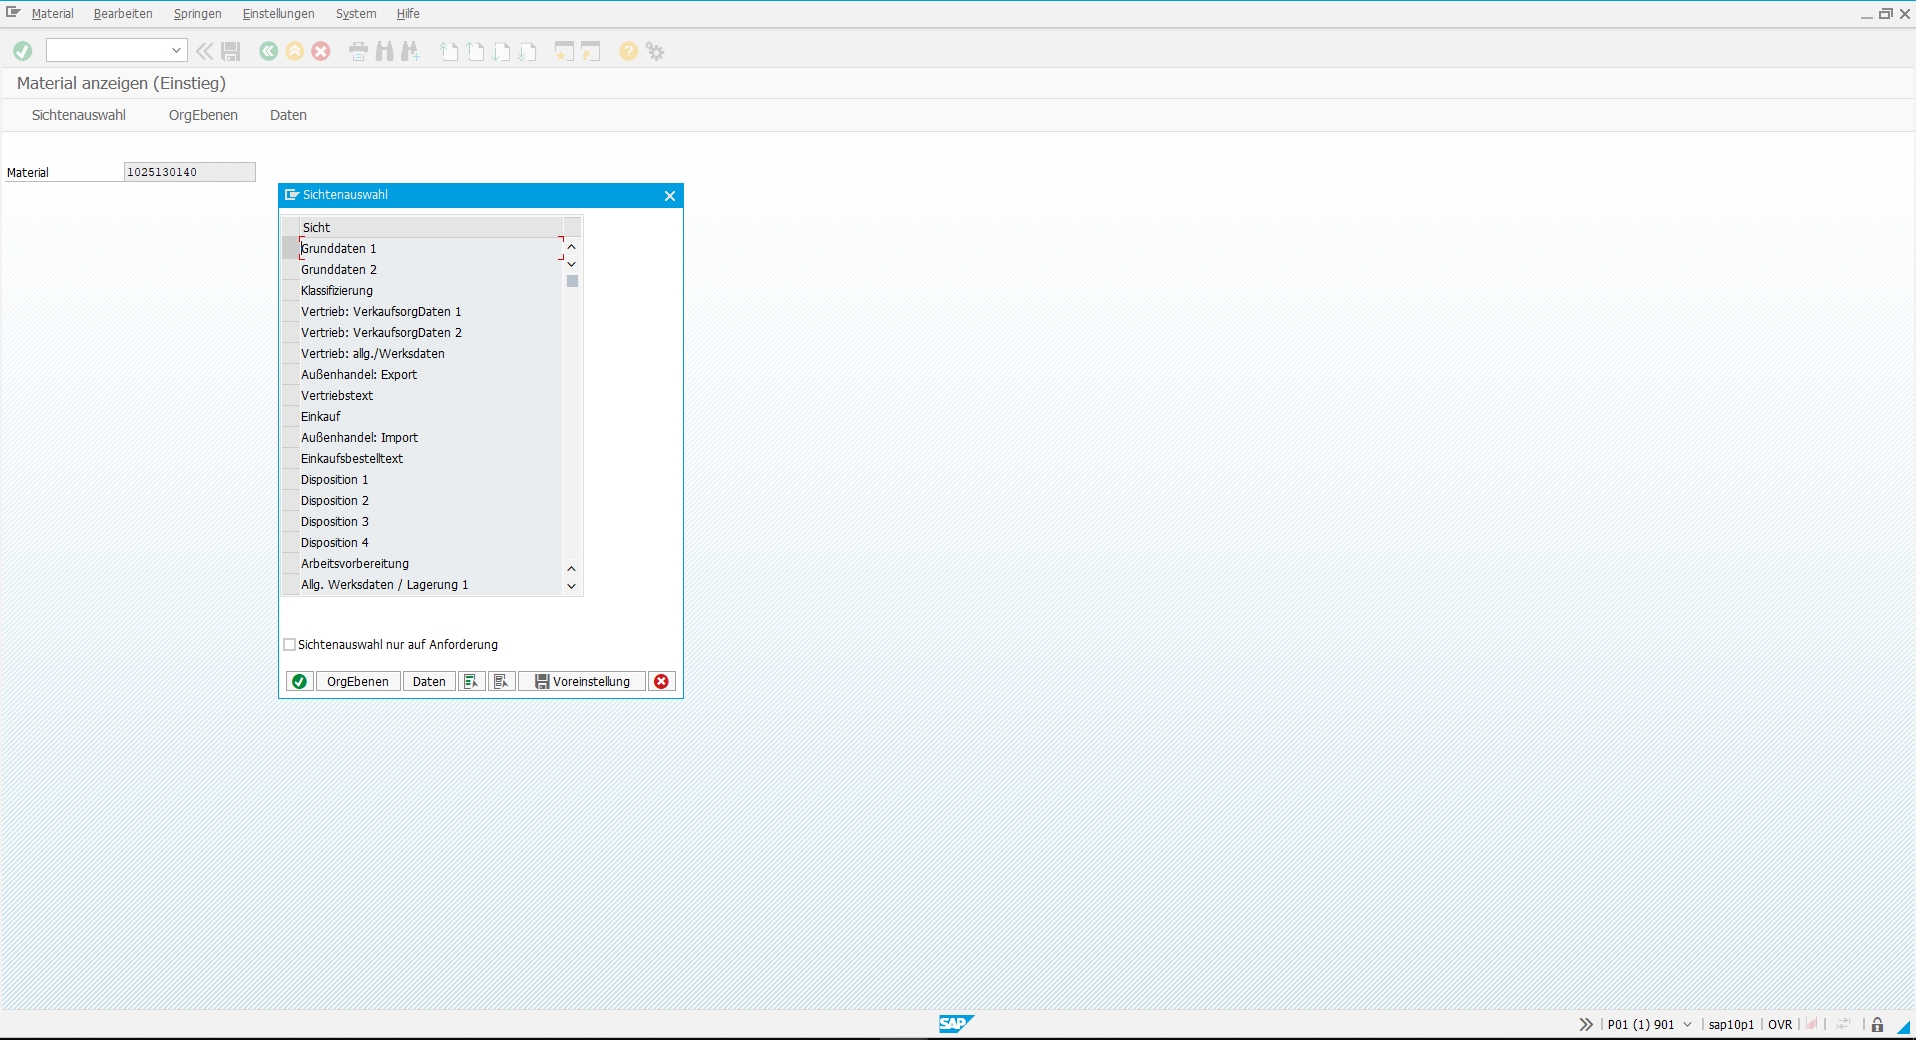 Material Bearbeiten Springen Einstellungen System Hilfe
Material anzeigen (Einstieg)
Sichtenauswahl OrgEbenen Daten
Material 1025130140
Sichtenauswahl
Sicht
Grunddaten 1
Grunddaten 2
Klassifizierung
Vertrieb: VerkaufsorgDaten 1
Vertrieb: VerkaufsorgDaten 2
Vertrieb: allg./Werksdaten
Außenhandel: Export
Vertriebstext
Einkauf
Außenhandel: Import
Einkaufsbestelltext
Disposition 1
Disposition 2
Disposition 3
Disposition 4
Arbeitsvorbereitung
Allg. Werksdaten / Lagerung 1
Sichtenauswahl nur auf Anforderung
OrgEbenen Daten Voreinstellung
SAP P01 (1) 901 sap10p1 OVR